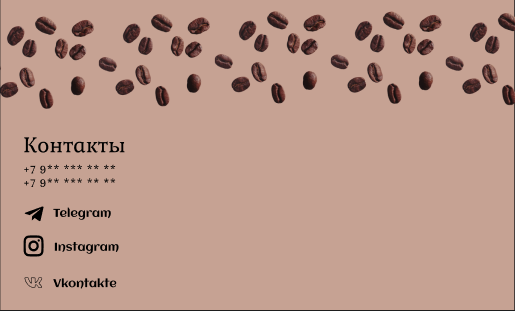 Контакты
+7 9** *** ** **
+7 9** *** ** **
Telegram
Instagram
Vkontakte